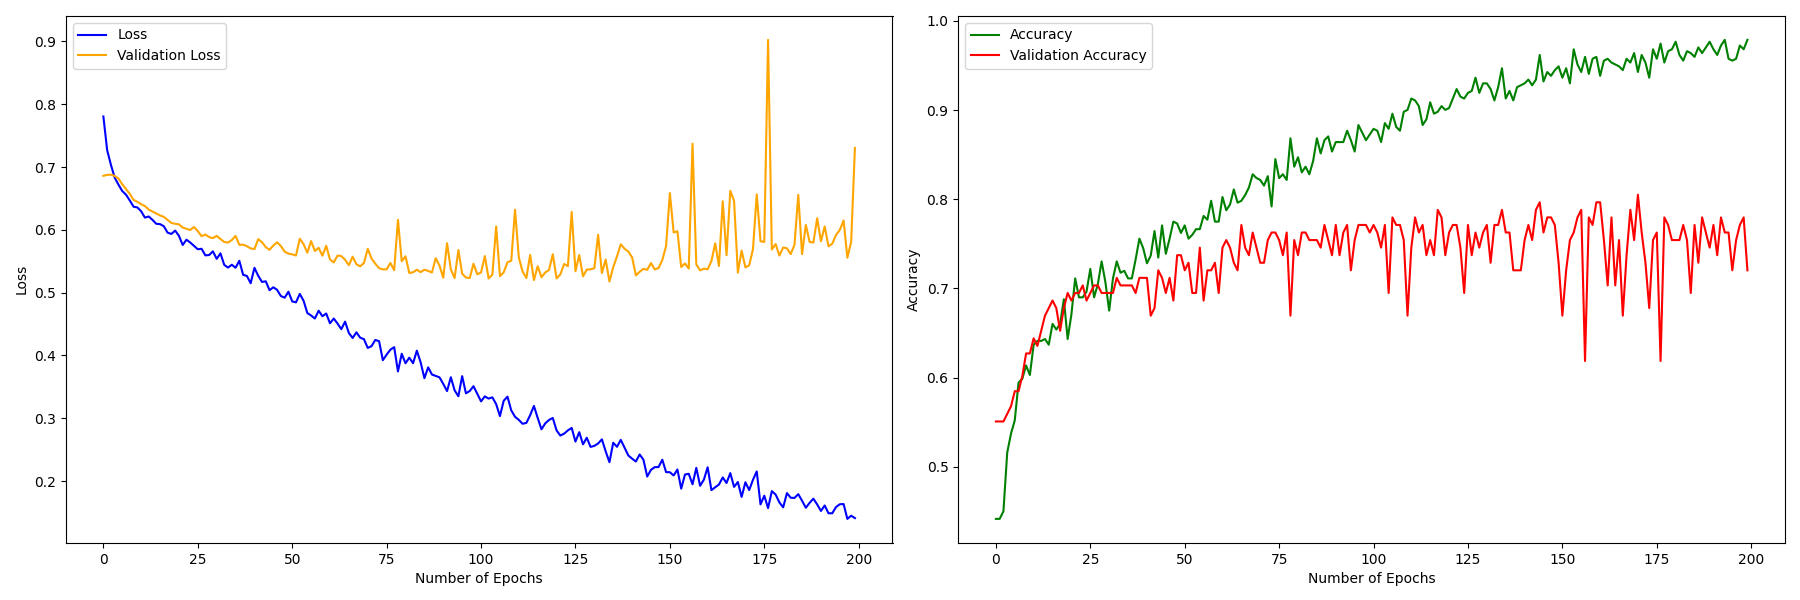 Loss
Validation Loss
0.9
0.8
0.7
0.6
0.5
0.4
0.3
0.2
Loss
0 25 50 75 100 125 150 175 200
Number of Epochs
Accuracy
Validation Accuracy
1.0
0.9
0.8
0.7
0.6
0.5
Accuracy
0 25 50 75 100 125 150 175 200
Number of Epochs